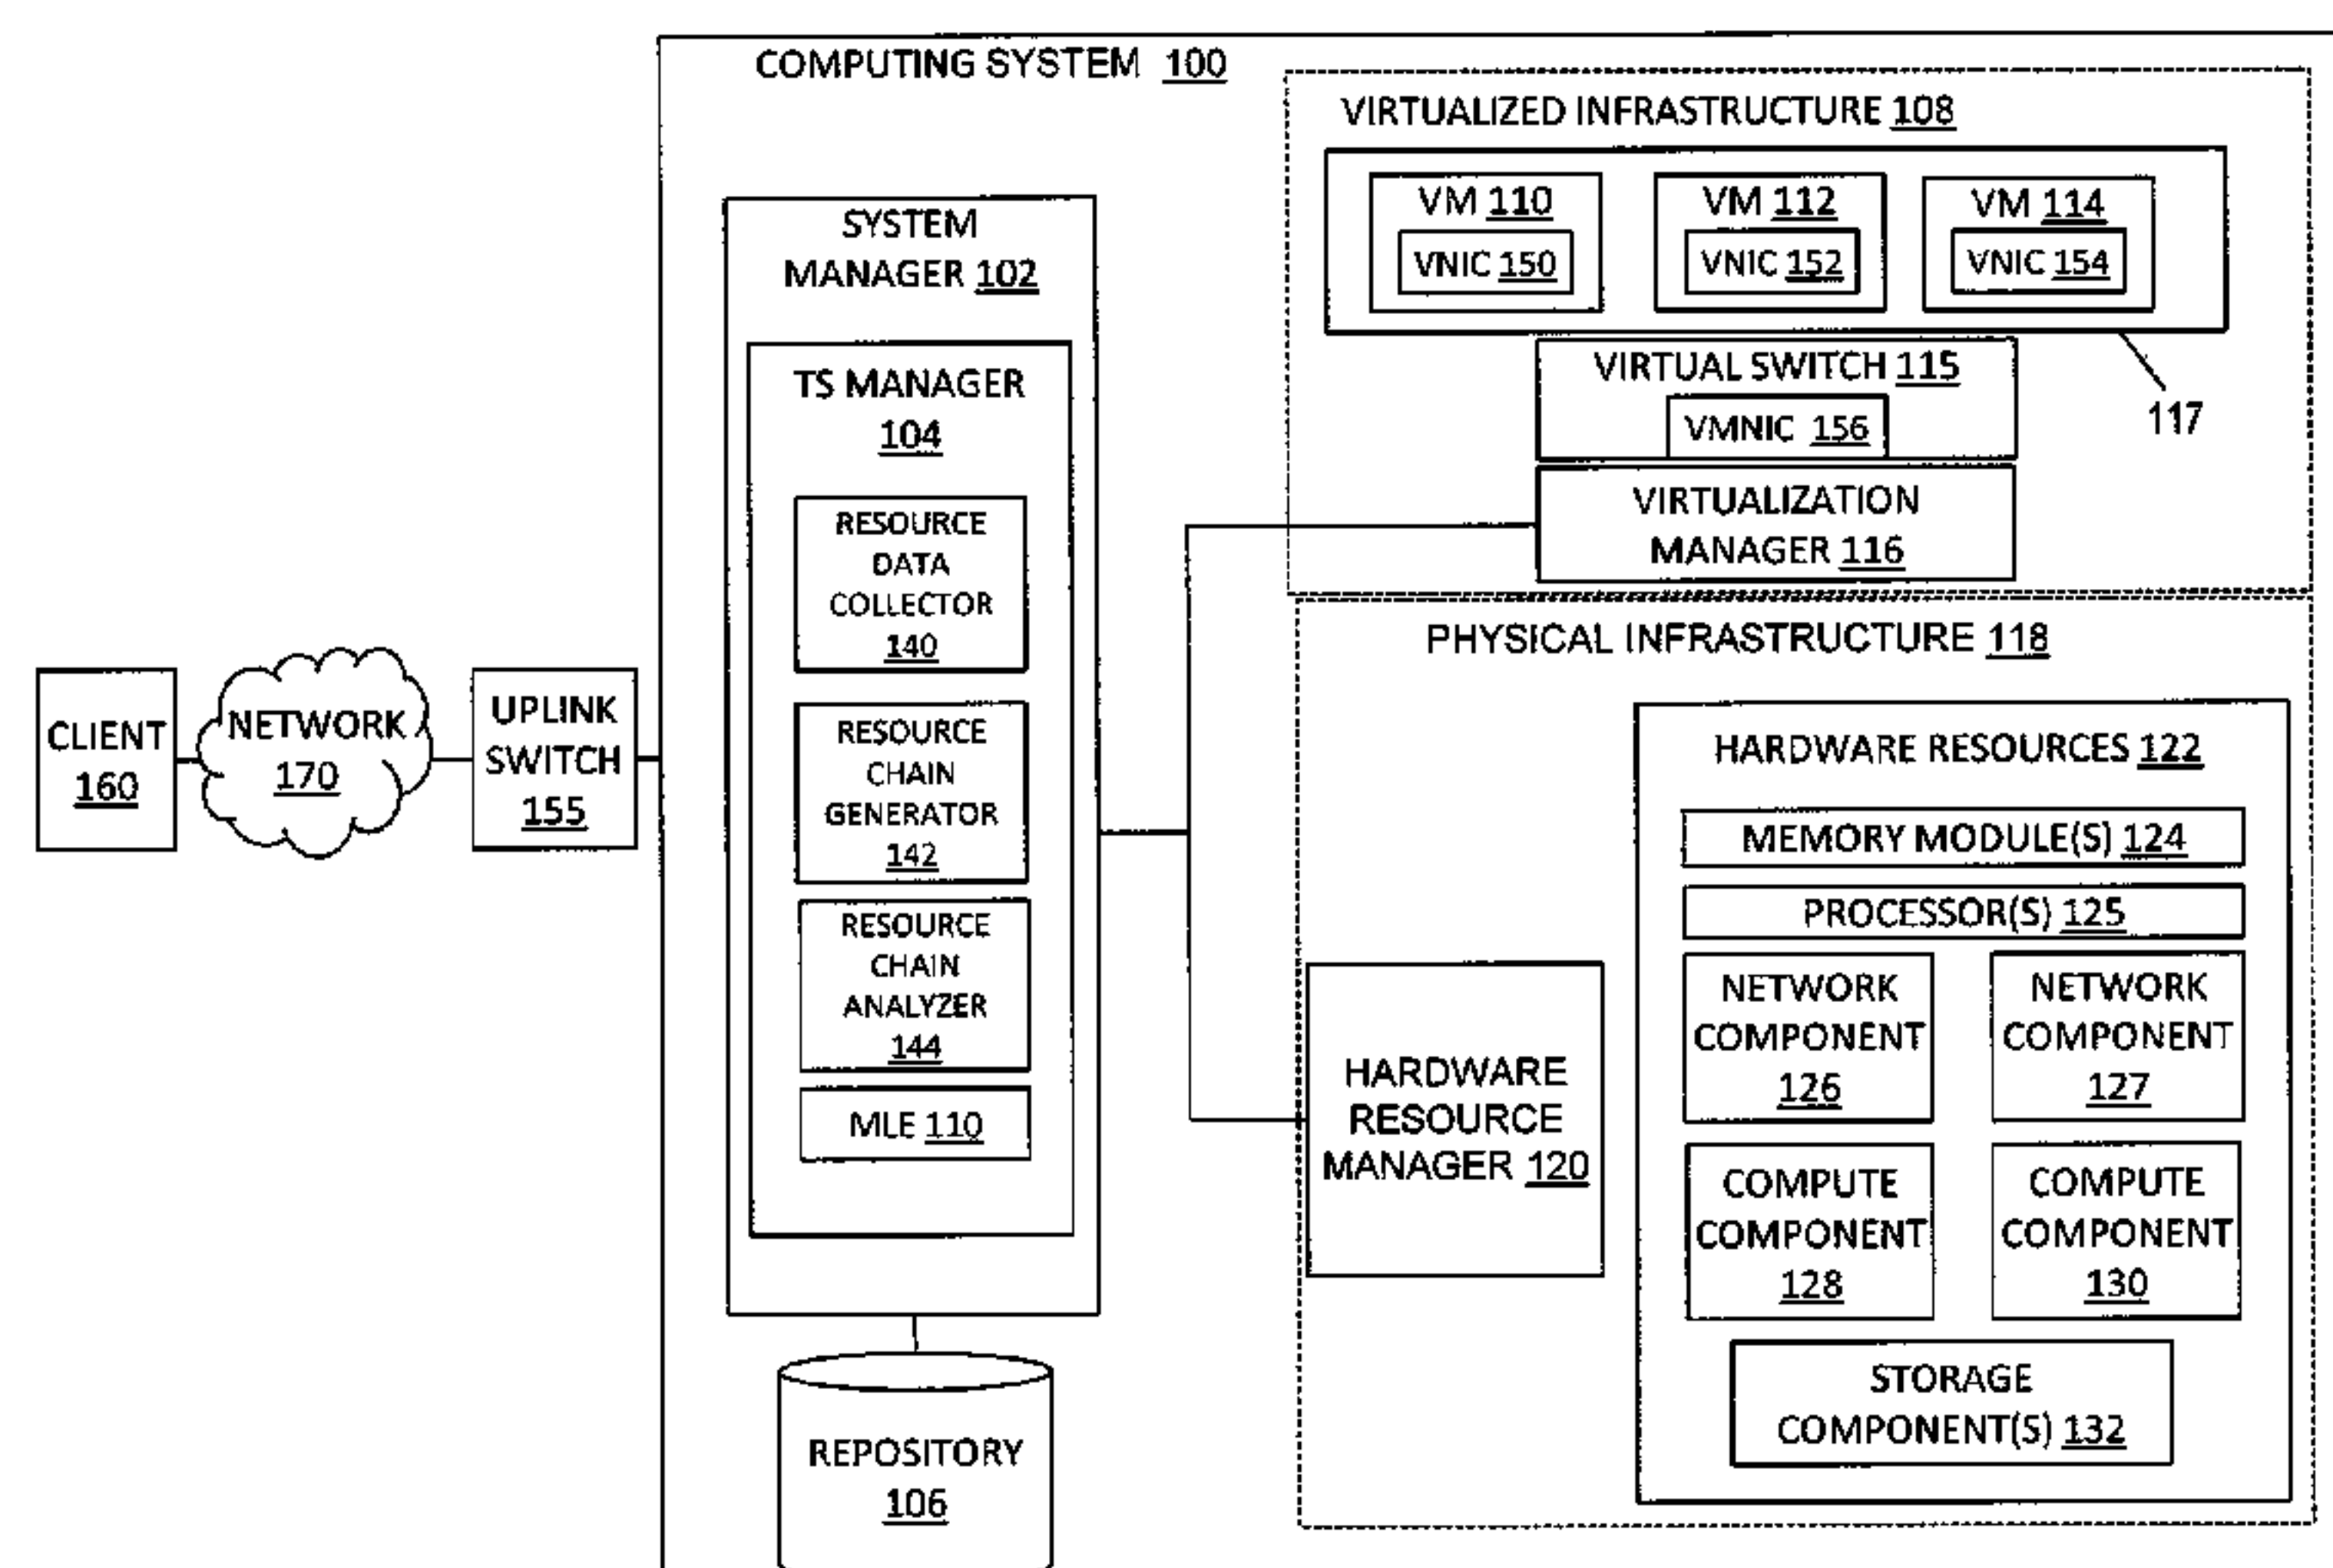 COMPUTING SYSTEM 100
CLIENT
160
NETWORK
170
UPLINK
SWITCH
155
SYSTEM
MANAGER 102
TS MANAGER
104
RESOURCE
DATA
COLLECTOR
140
RESOURCE
CHAIN
GENERATOR
142
RESOURCE
CHAIN
ANALYZER
144
MLE 110
REPOSITORY
106
VIRTUALIZED INFRASTRUCTURE 108
VM 110
VNIC 150
VM 112
VNIC 152
VM 114
VNIC 154
117
VIRTUAL SWITCH 115
VMNIC 156
VIRTUALIZATION
MANAGER 116
PHYSICAL INFRASTRUCTURE 118
HARDWARE
RESOURCE
MANAGER 120
HARDWARE RESOURCES 122
MEMORY MODULE(S) 124
PROCESSOR(S) 125
NETWORK
COMPONENT
126
NETWORK
COMPONENT
127
COMPUTE
COMPONENT
128
COMPUTE
COMPONENT
130
STORAGE
COMPONENT(S) 132